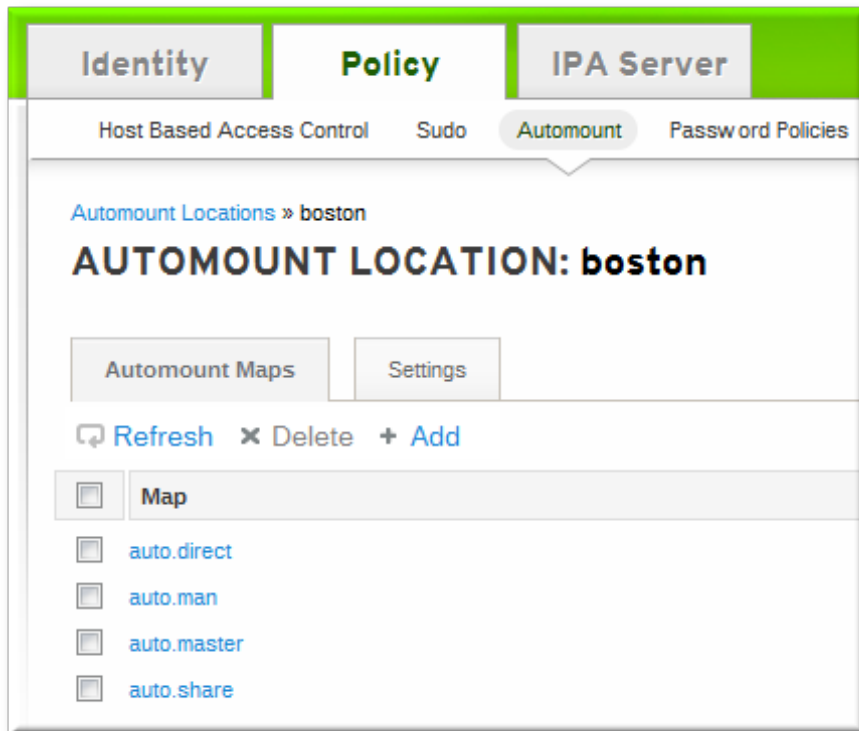 Identity Policy IPA Server
Host Based Access Control Sudo Automount Password Policies
Automount Locations » boston
AUTOMOUNT LOCATION: boston
Automount Maps Settings
Refresh Delete + Add
Map
auto.direct
auto.man
auto.master
auto.share